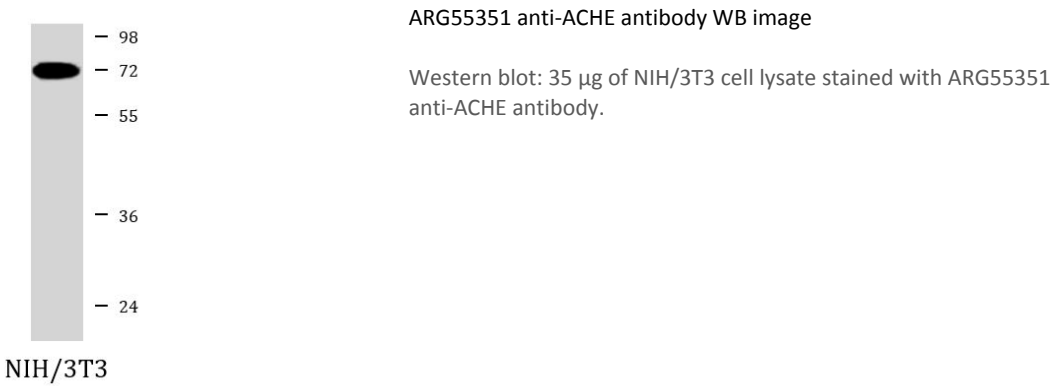 98
72
55
36
24
NIH/3T3
ARG55351 anti-ACHE antibody WB image
Western blot: 35 µg of NIH/3T3 cell lysate stained with ARG55351
anti-ACHE antibody.